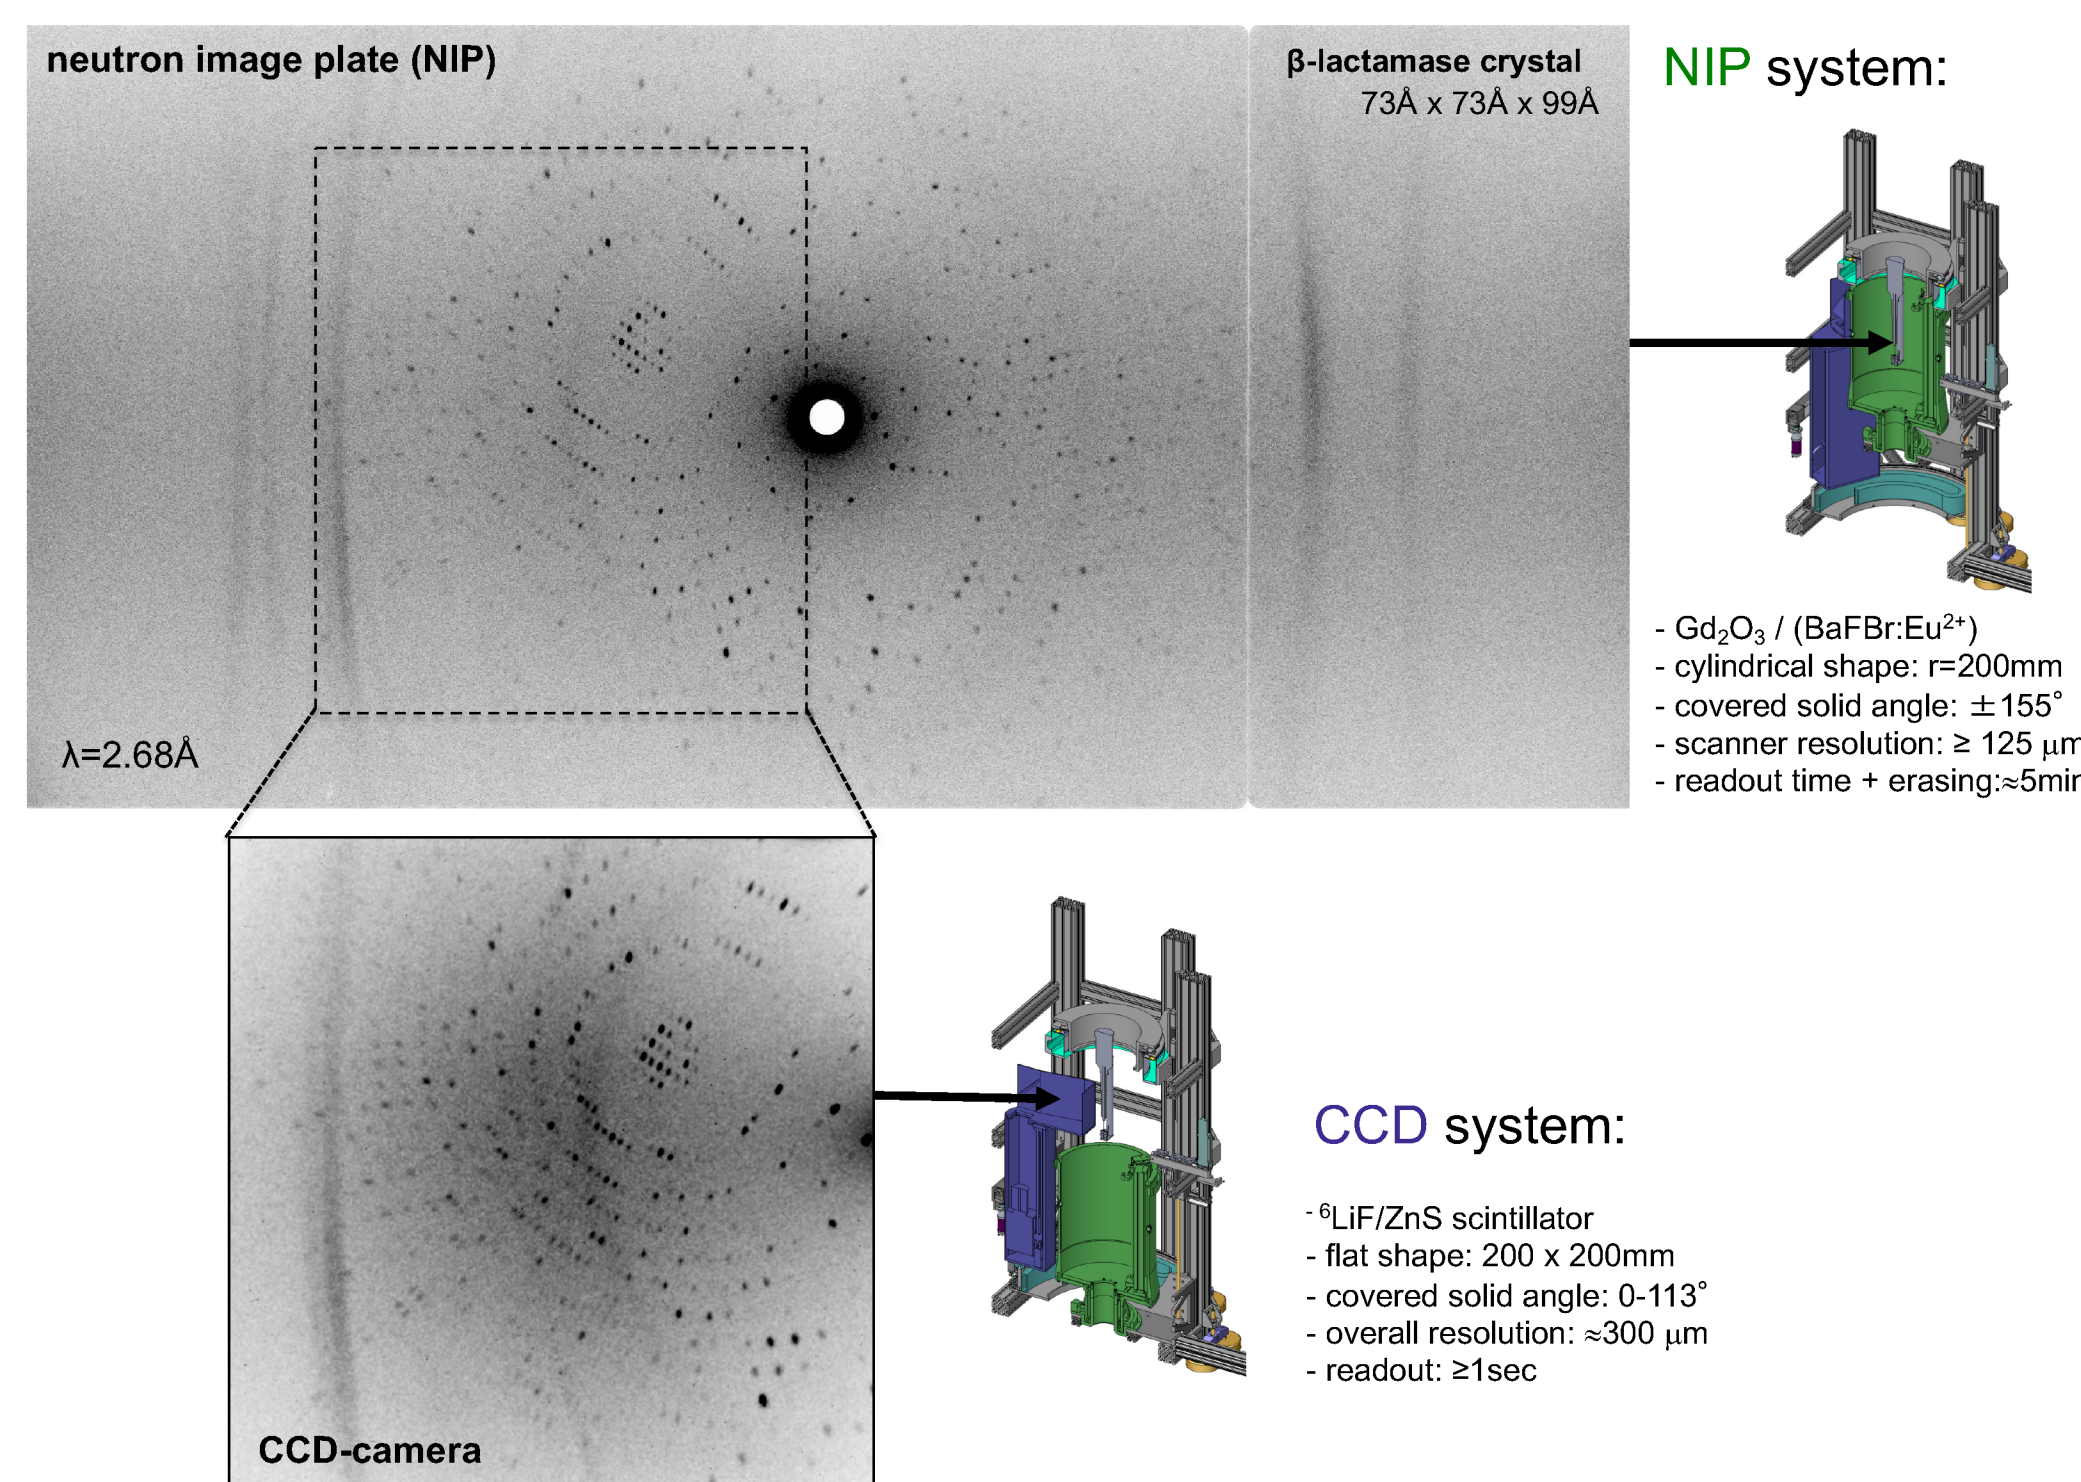 neutron image plate (NIP)
β-lactamase crystal
73Å x 73Å x 99Å
λ=2.68Å
NIP system:
- Gd₂O₃ / (BaFBr:Eu²⁺)
- cylindrical shape: r=200mm
- covered solid angle: ±155°
- scanner resolution: ≥ 125 μm
- readout time + erasing:≈5min
CCD-camera
CCD system:
- ⁶LiF/ZnS scintillator
- flat shape: 200 x 200mm
- covered solid angle: 0-113°
- overall resolution: ≈300 μm
- readout: ≥1sec